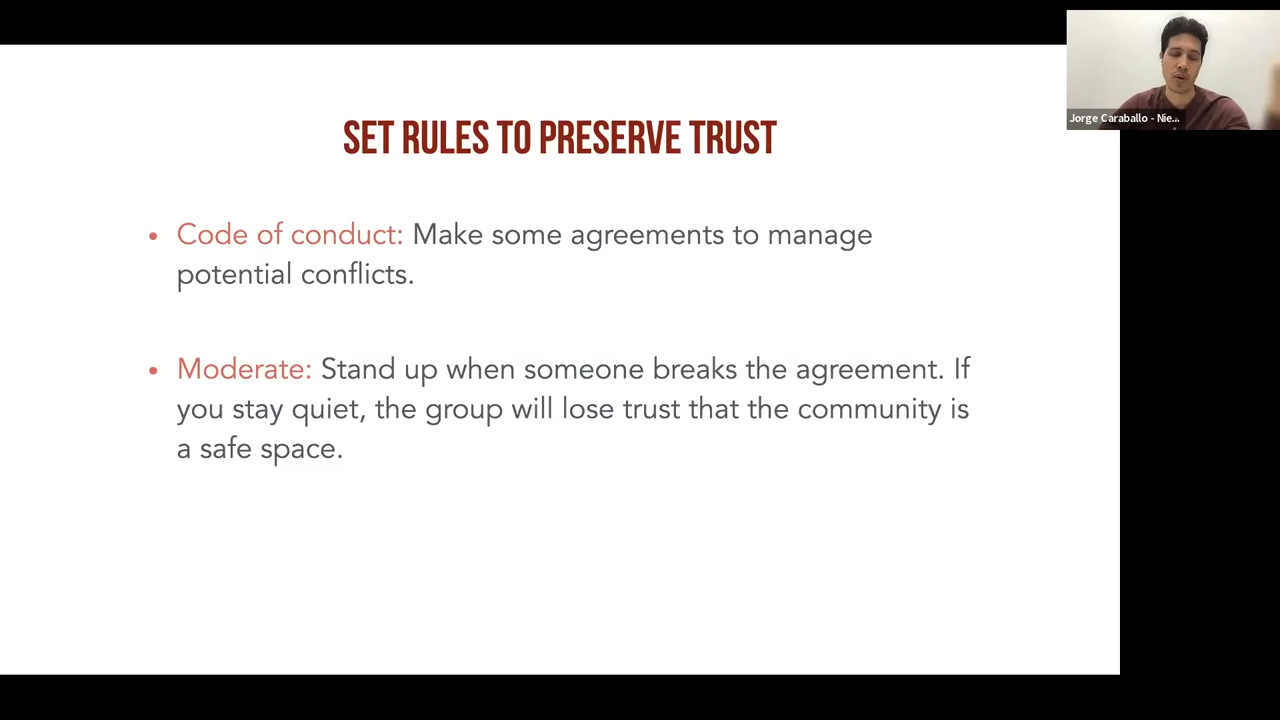 SET RULES TO PRESERVE TRUST
• Code of conduct: Make some agreements to manage
potential conflicts.
• Moderate: Stand up when someone breaks the agreement. If
you stay quiet, the group will lose trust that the community is
a safe space.
Jorge Caraballo - Nie...